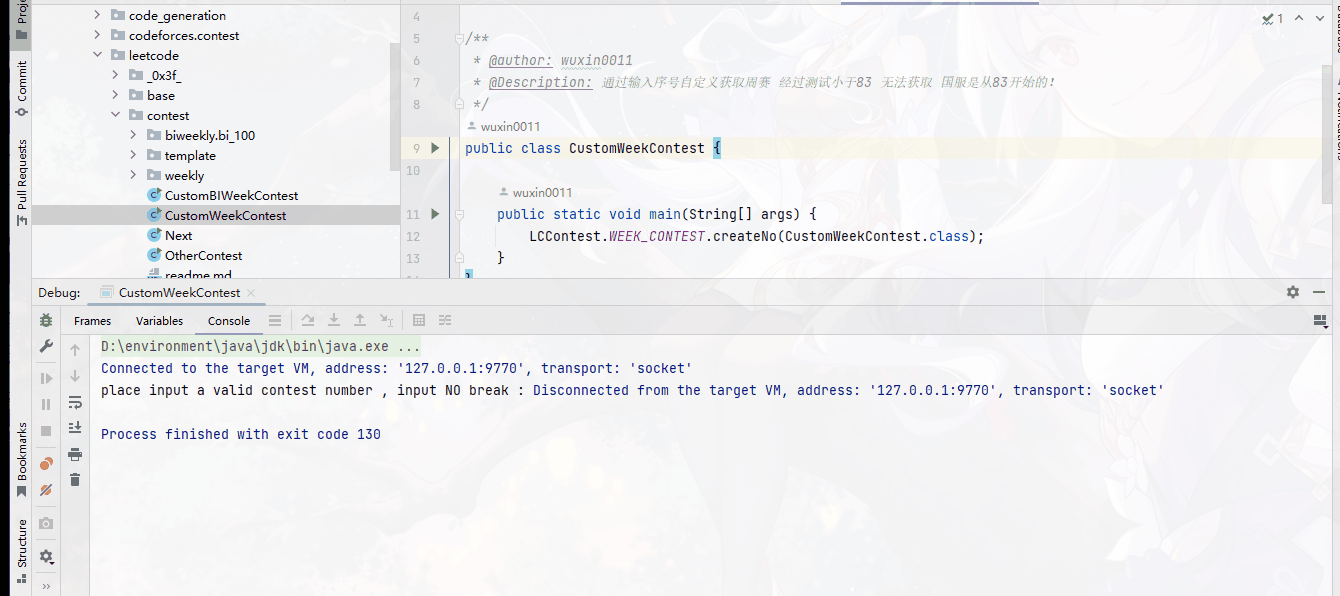 Proj
Commit
Pull Requests
Bookmarks
Structure
code_generation
codeforces.contest
leetcode
_0x3f_
base
contest
biweekly.bi_100
template
weekly
CustomBIWeekContest
CustomWeekContest
Next
OtherContest
readme.md
4
5 /**
6 * @author: wuxin0011
7 * @Description: 通过输入序号自定义获取周赛 经过测试小于83 无法获取 国服是从83开始的！
8 */
wuxin0011
9 public class CustomWeekContest {
10
wuxin0011
11 public static void main(String[] args) {
12 LCContest.WEEK_CONTEST.createNo(CustomWeekContest.class);
13 }
}
1
Debug: CustomWeekContest
Frames Variables Console
D:\environment\java\jdk\bin\java.exe ...
Connected to the target VM, address: '127.0.0.1:9770', transport: 'socket'
place input a valid contest number , input NO break : Disconnected from the target VM, address: '127.0.0.1:9770', transport: 'socket'
Process finished with exit code 130